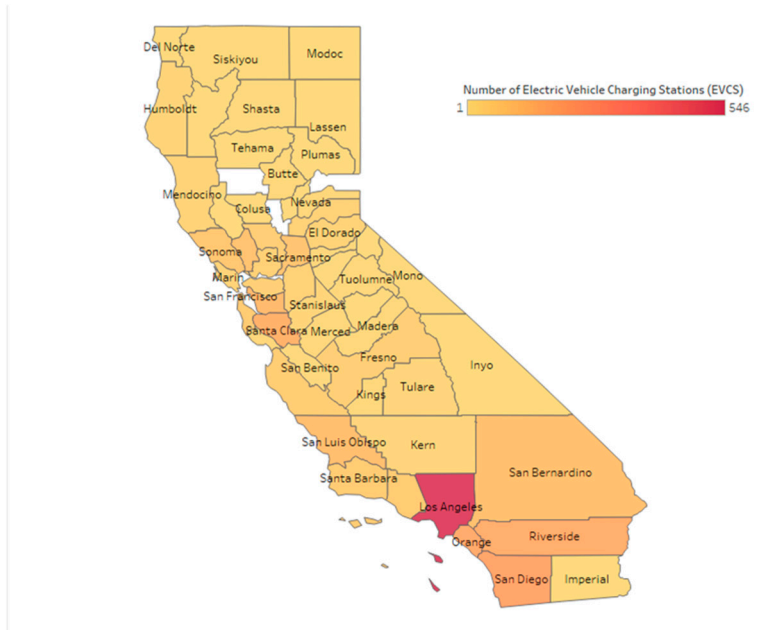 Del Norte
Siskiyou
Modoc
Number of Electric Vehicle Charging Stations (EVCS)
1
546
Humboldt
Shasta
Lassen
Tehama
Plumas
Butte
Mendocino
Nevada
Colusa
El Dorado
Sonoma
Sacramento
Marin
Tuolumne
Mono
San Francisco
Stanislaus
Santa Clara
Merced
Madera
Fresno
Inyo
San Benito
Tulare
Kings
San Luis Obispo
Kern
San Bernardino
Santa Barbara
Los Angeles
Riverside
Orange
San Diego
Imperial